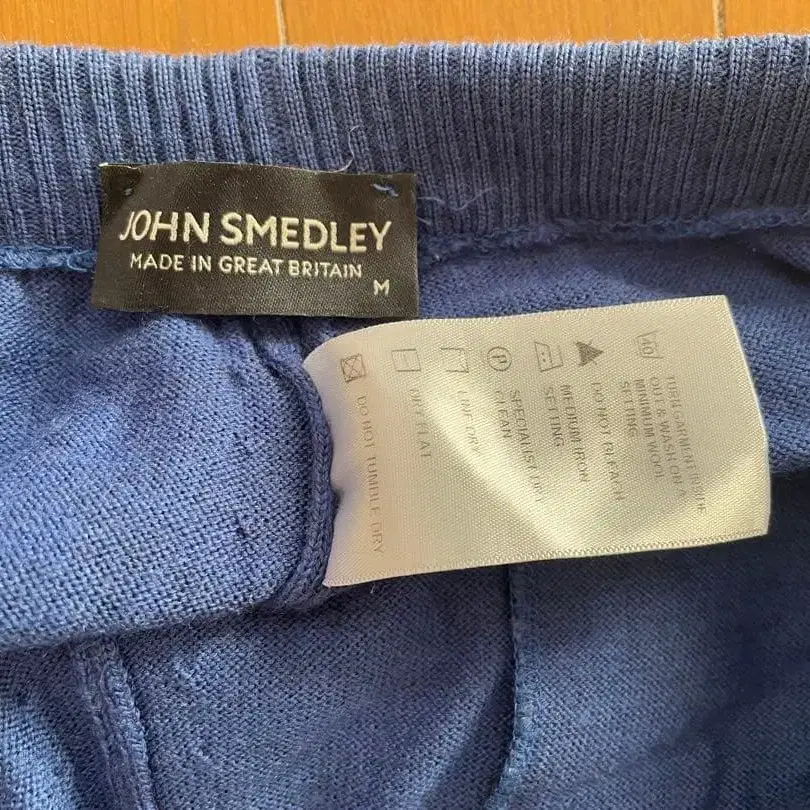 JOHN SMEDLEY
MADE IN GREAT BRITAIN
M
40
TURN GARMENT INSIDE
OUT & WASH ON A
MINIMUM WOOL
SETTING
DO NOT BLEACH
MEDIUM IRON
SETTING
P
SPECIALIST DRY
CLEAN
LINE DRY
DRY FLAT
DO NOT TUMBLE DRY